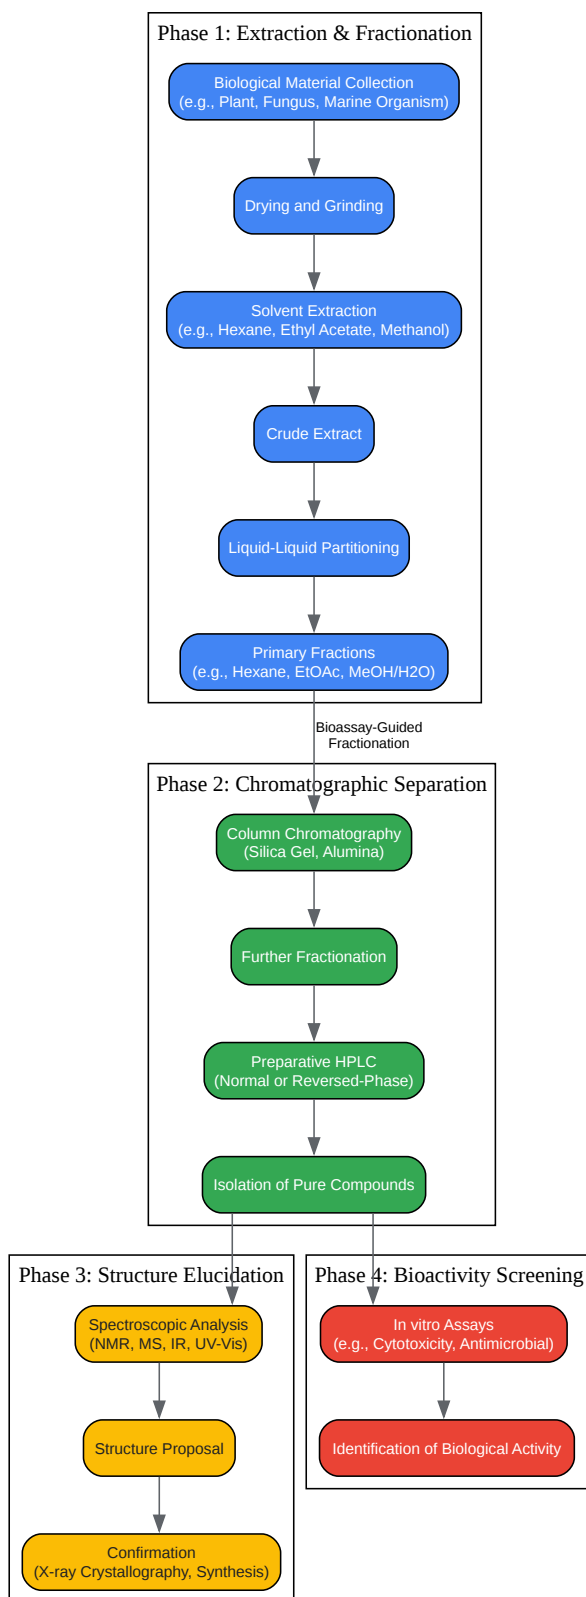 Phase 1: Extraction & Fractionation
Biological Material Collection
(e.g., Plant, Fungus, Marine Organism)
Drying and Grinding
Solvent Extraction
(e.g., Hexane, Ethyl Acetate, Methanol)
Crude Extract
Liquid-Liquid Partitioning
Primary Fractions
(e.g., Hexane, EtOAc, MeOH/H2O)
Bioassay-Guided
Fractionation
Phase 2: Chromatographic Separation
Column Chromatography
(Silica Gel, Alumina)
Further Fractionation
Preparative HPLC
(Normal or Reversed-Phase)
Isolation of Pure Compounds
Phase 3: Structure Elucidation
Spectroscopic Analysis
(NMR, MS, IR, UV-Vis)
Structure Proposal
Confirmation
(X-ray Crystallography, Synthesis)
Phase 4: Bioactivity Screening
In vitro Assays
(e.g., Cytotoxicity, Antimicrobial)
Identification of Biological Activity